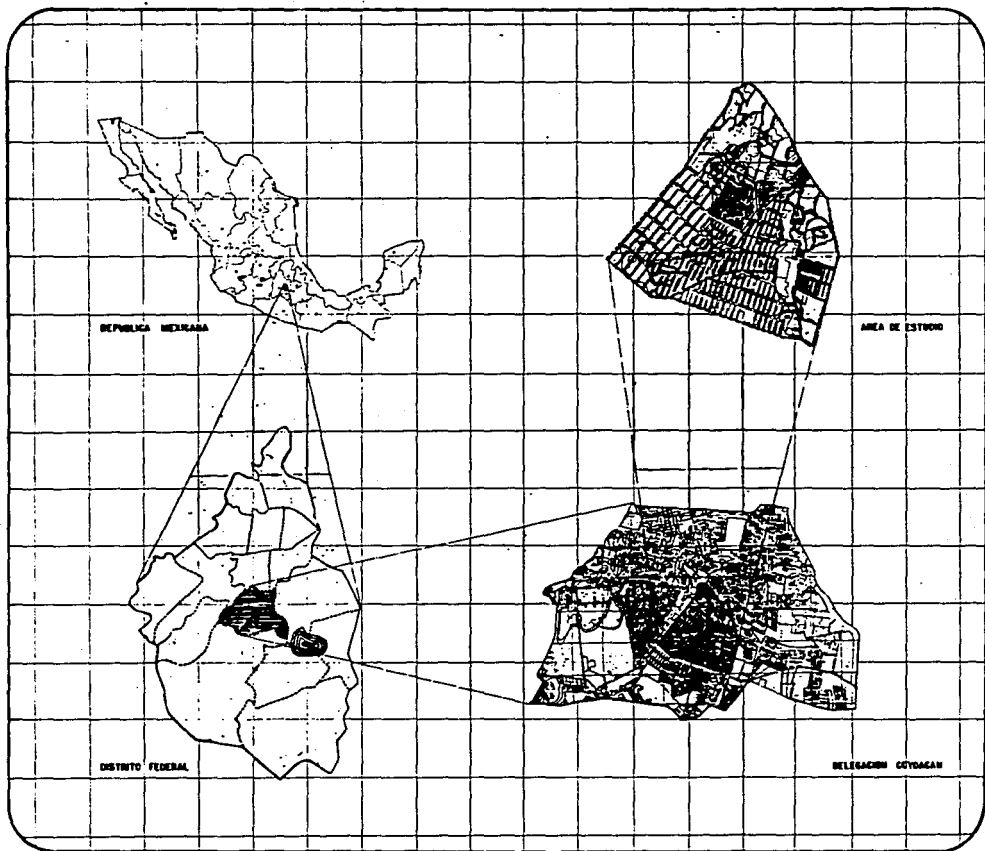 REPUBLICA MEXICANA
AREA DE ESTUDIO
DISTRITO FEDERAL
DELEGACION COYOACAN